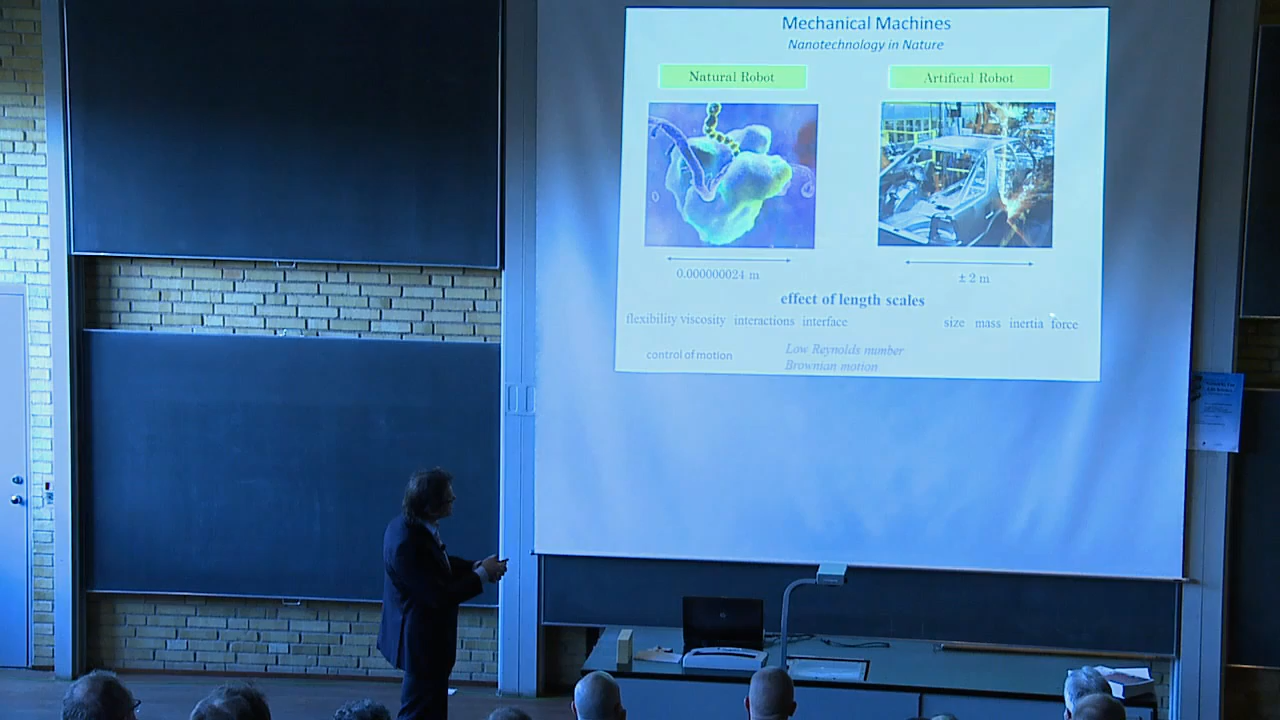 Mechanical Machines
Nanotechnology in Nature
Natural Robot
Artifical Robot
0.000000024 m
± 2 m
effect of length scales
flexibility viscosity interactions interface
size mass inertia force
control of motion
Low Reynolds number
Brownian motion